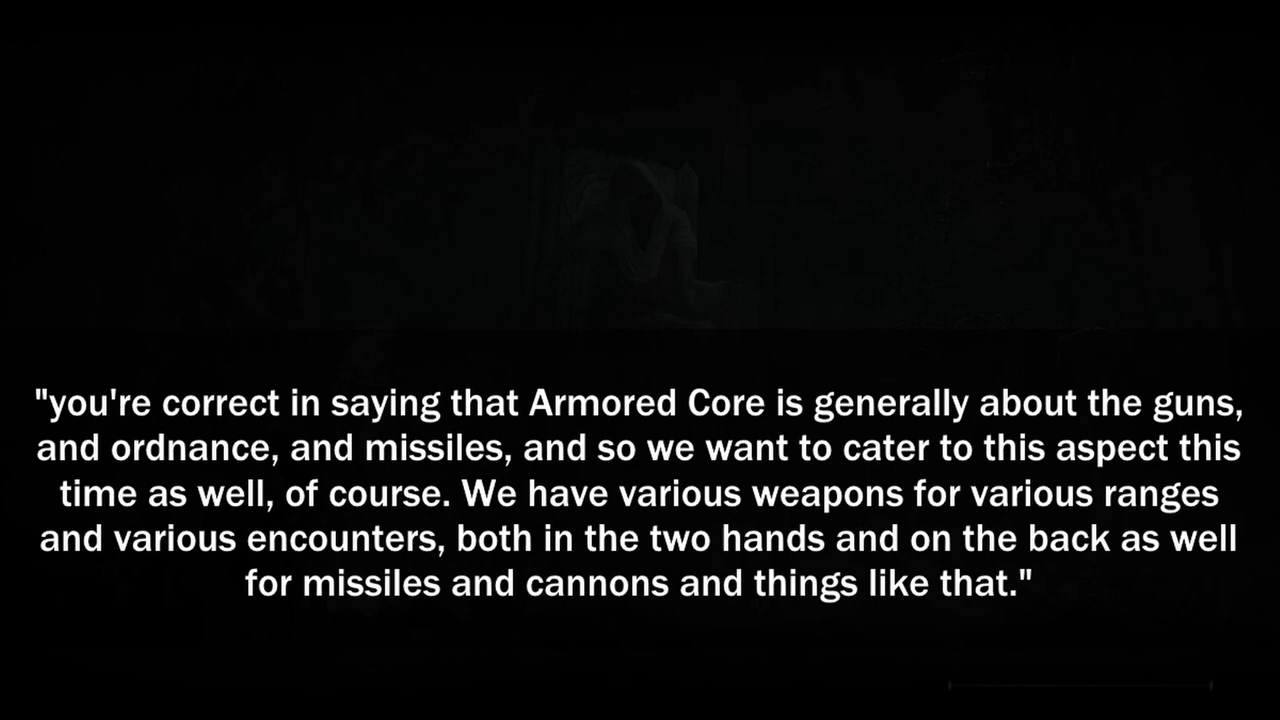 "you're correct in saying that Armored Core is generally about the guns,
and ordnance, and missiles, and so we want to cater to this aspect this
time as well, of course. We have various weapons for various ranges
and various encounters, both in the two hands and on the back as well
for missiles and cannons and things like that."